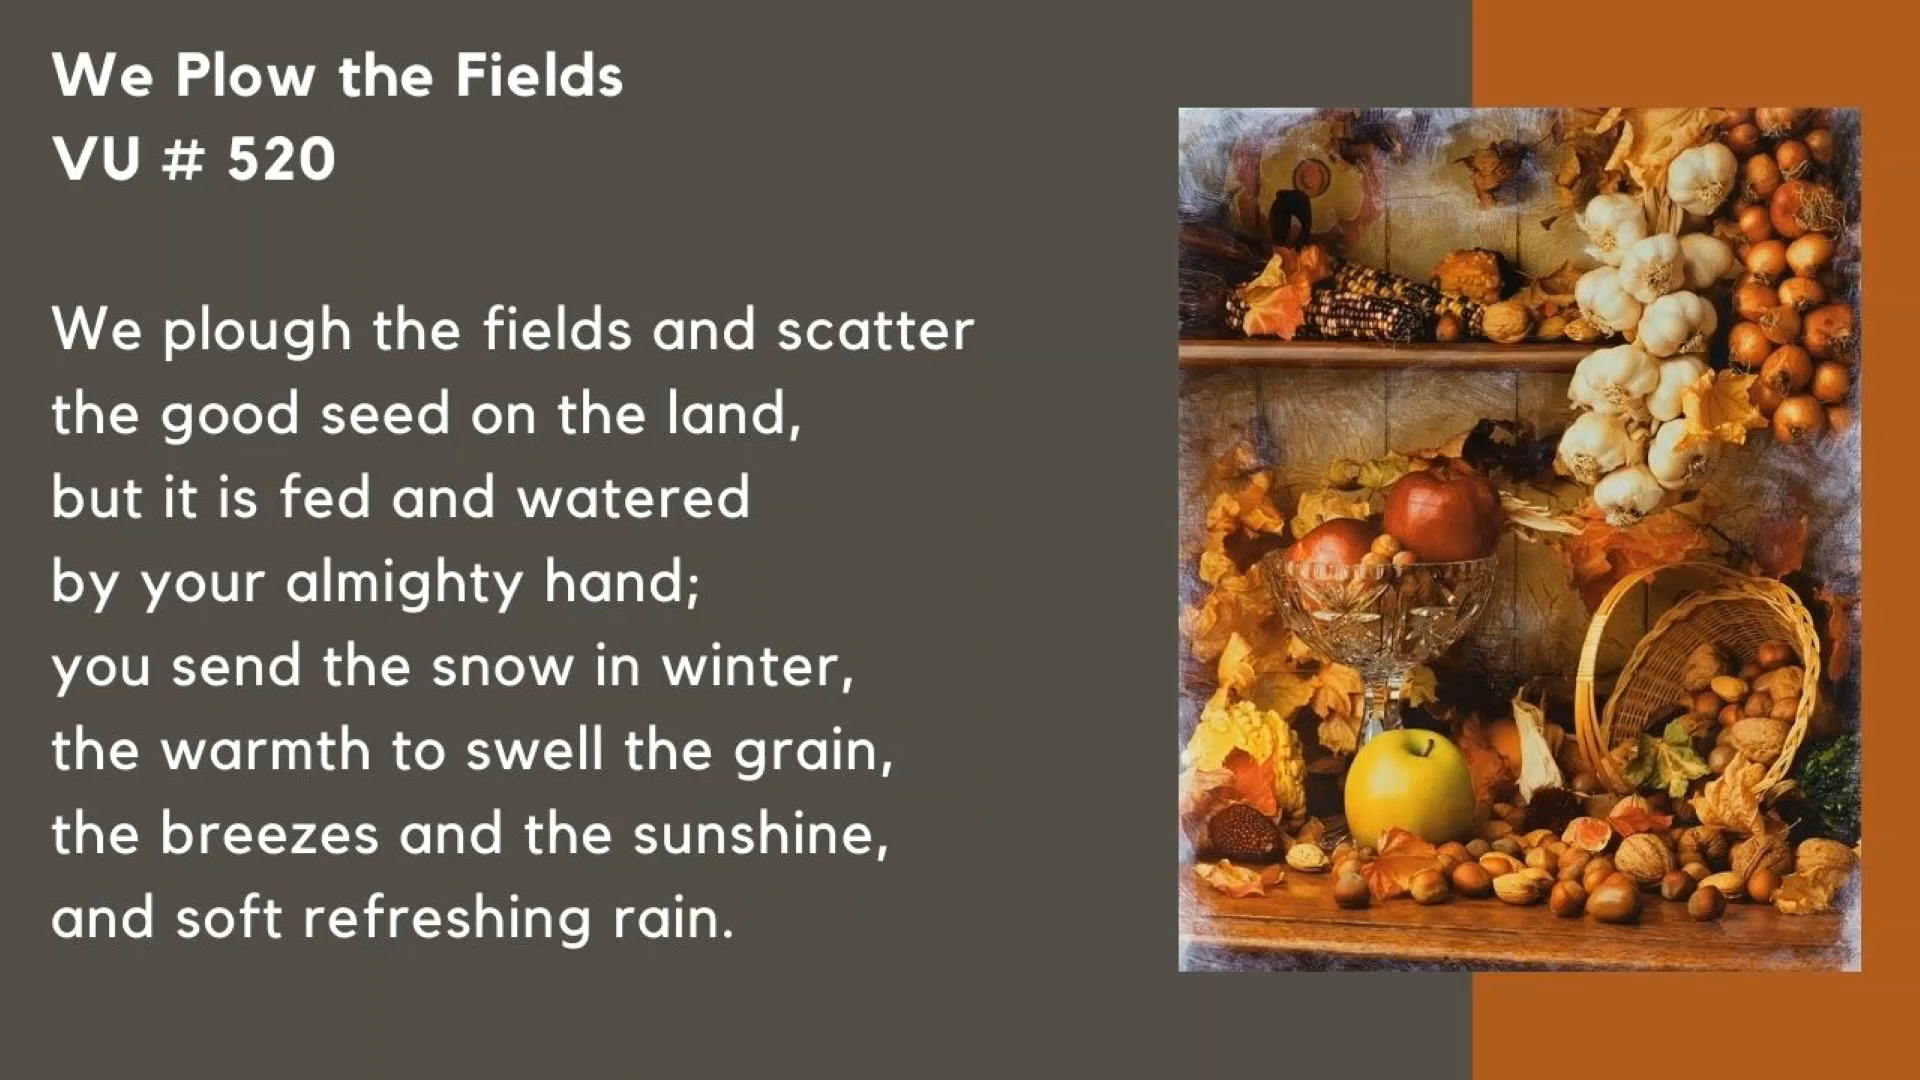 We Plow the Fields
VU # 520
We plough the fields and scatter
the good seed on the land,
but it is fed and watered
by your almighty hand;
you send the snow in winter,
the warmth to swell the grain,
the breezes and the sunshine,
and soft refreshing rain.